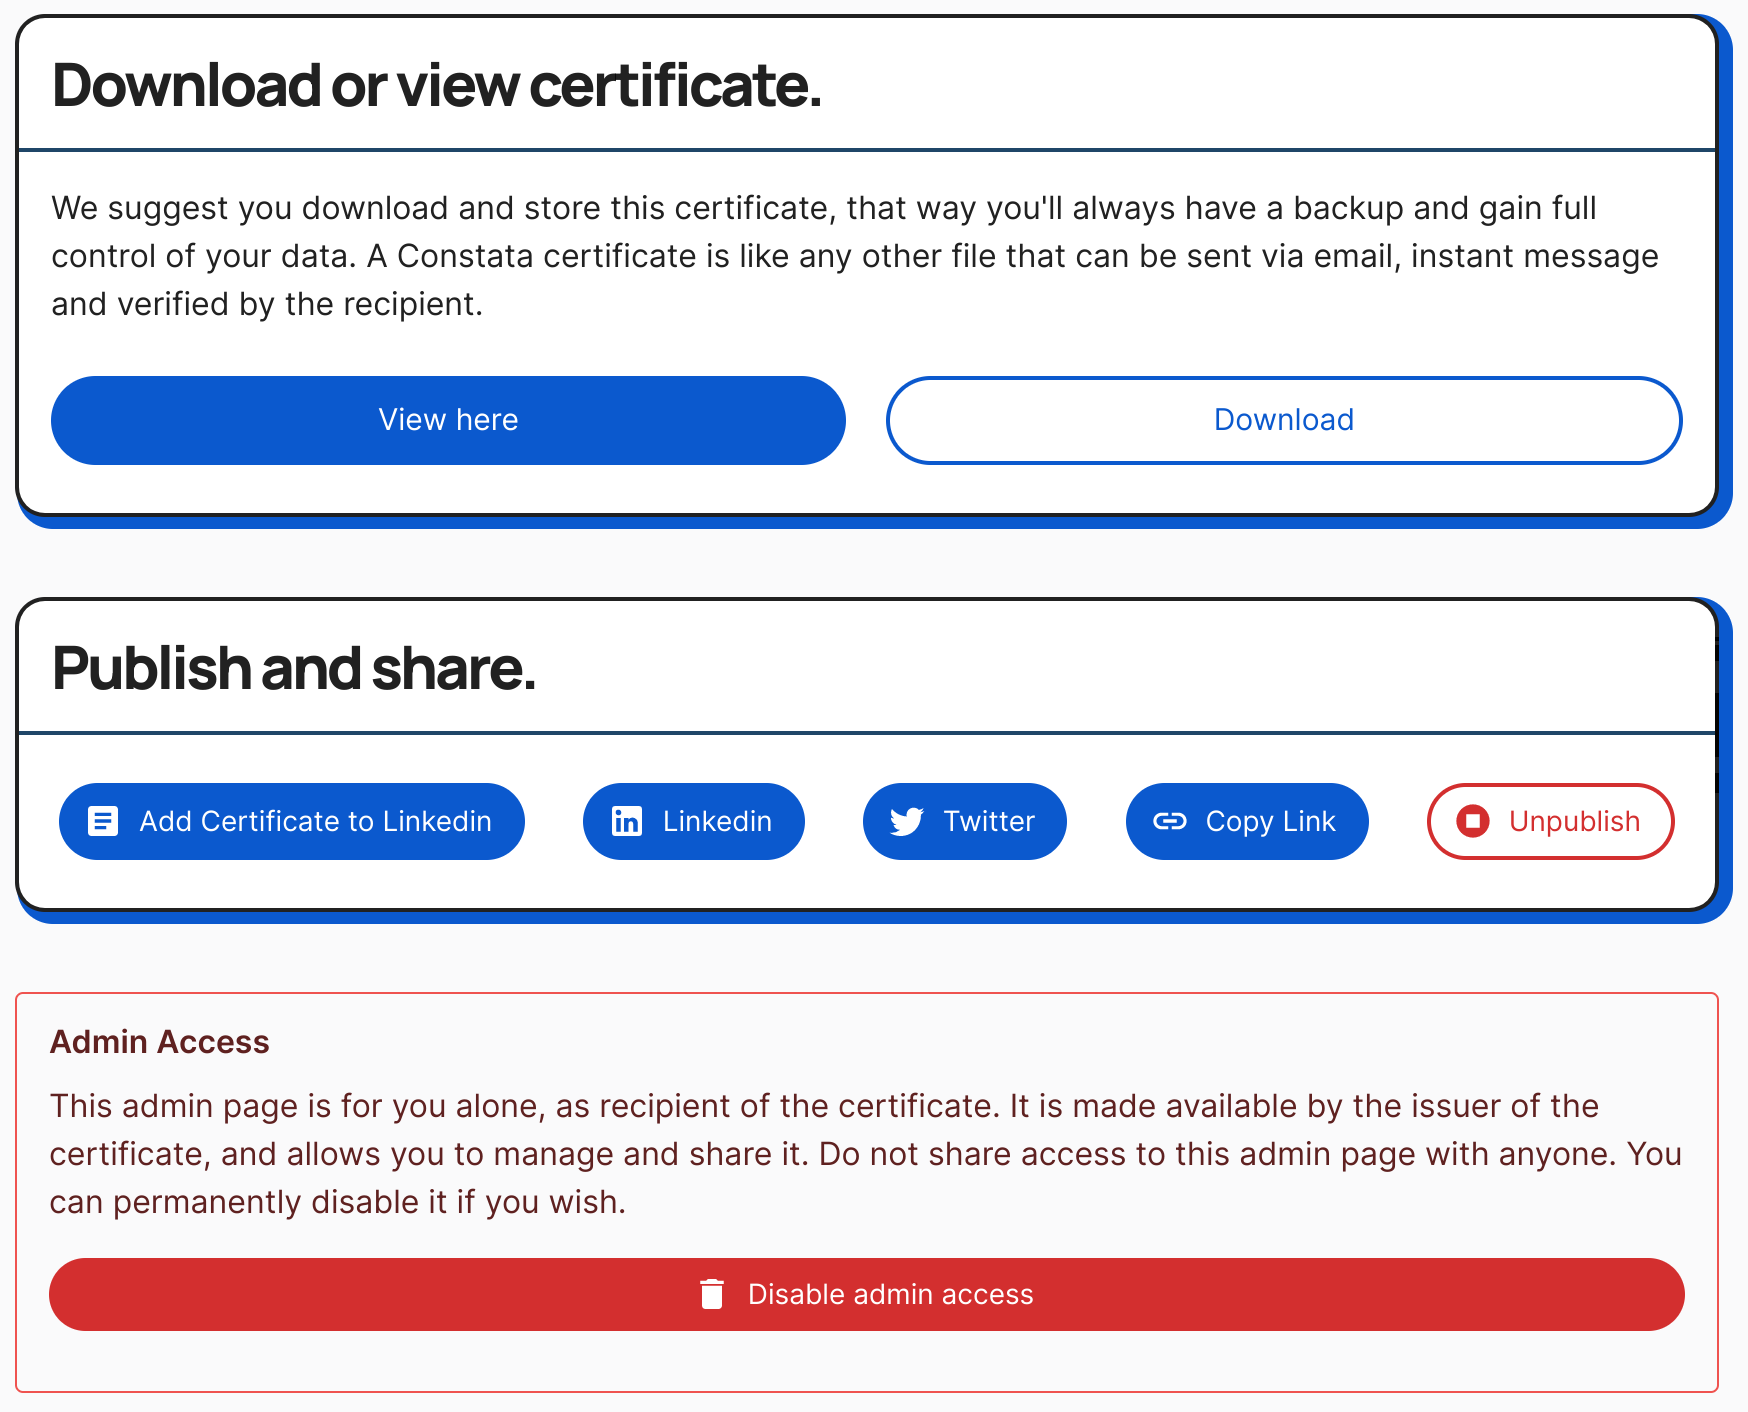 Download or view certificate.
We suggest you download and store this certificate, that way you'll always have a backup and gain full
control of your data. A Constata certificate is like any other file that can be sent via email, instant message
and verified by the recipient.
View here
Download
Publish and share.
Add Certificate to Linkedin
Linkedin
Twitter
Copy Link
Unpublish
Admin Access
This admin page is for you alone, as recipient of the certificate. It is made available by the issuer of the
certificate, and allows you to manage and share it. Do not share access to this admin page with anyone. You
can permanently disable it if you wish.
Disable admin access